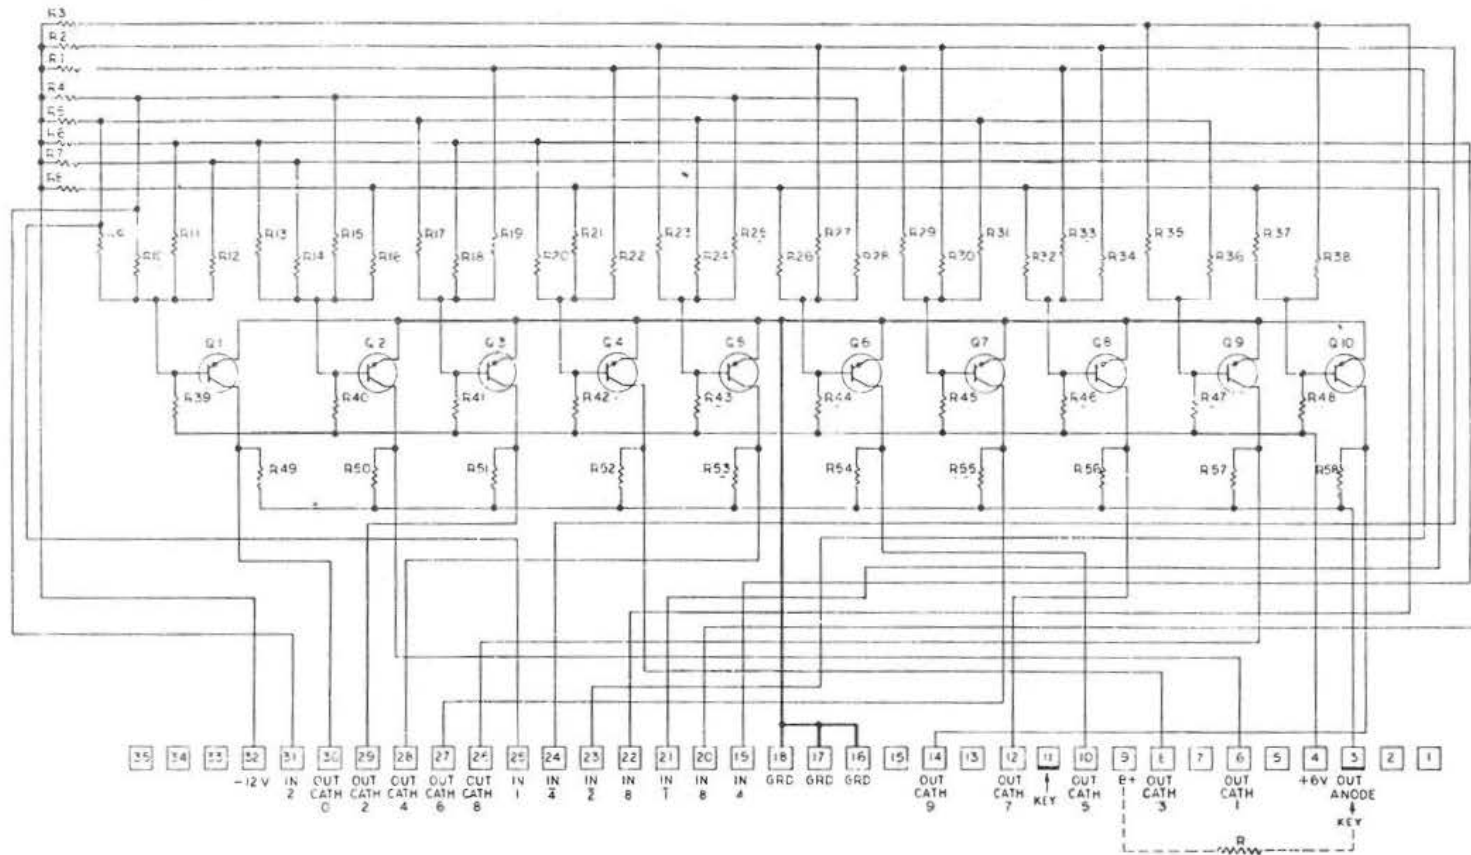 R3
R2
R1
R4
R5
R6
R7
R8
R9
R11
R13
R15
R17
R19
R21
R23
R25
R27
R29
R31
R33
R35
R37
R10
R12
R14
R16
R18
R20
R22
R24
R26
R28
R30
R32
R34
R36
R38
Q1
Q2
Q3
Q4
Q5
Q6
Q7
Q8
Q9
Q10
R39
R40
R41
R42
R43
R44
R45
R46
R47
R48
R49
R50
R51
R52
R53
R54
R55
R56
R57
R58
35 34 33 32 31 30 29 28 27 26 25 24 23 22 21 20 19 18 17 16 15 14 13 12 11 10 9 8 7 6 5 4 3 2 1
-12V
IN 2
OUT CATH 0
OUT CATH 2
OUT CATH 4
OUT CATH 6
OUT CATH 8
IN 1
IN 4̅
IN 2̅
IN 8
IN 1̅
IN 8
IN 4
GRD
GRD
GRD
OUT CATH 9
OUT CATH 7
KEY
OUT CATH 5
B+
OUT CATH 3
OUT CATH 1
+6V
OUT ANODE
KEY
R